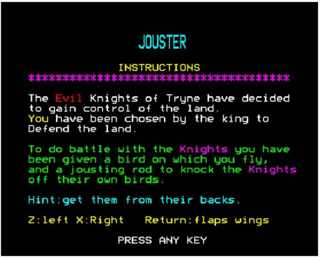 JOUSTER
INSTRUCTIONS
**************************************
The Evil Knights of Tryne have decided
to gain control of the land.
You have been chosen by the king to
Defend the land.
To do battle with the Knights you have
been given a bird on which you fly,
and a jousting rod to knock the Knights
off their own birds.
Hint:get them from their backs.
Z:left X:Right Return:flaps wings
PRESS ANY KEY